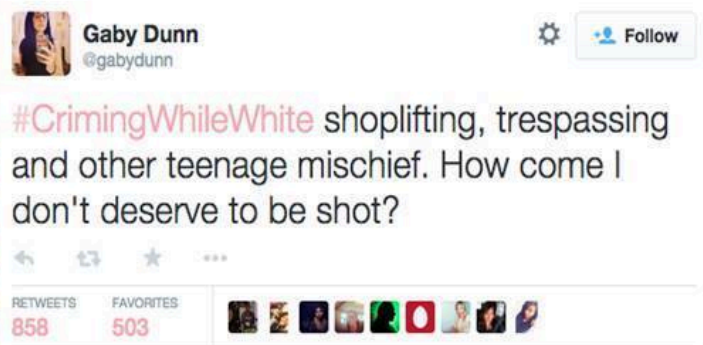 Gaby Dunn
@gabydunn
Follow
#CrimingWhileWhite shoplifting, trespassing
and other teenage mischief. How come I
don't deserve to be shot?
RETWEETS FAVORITES
858 503